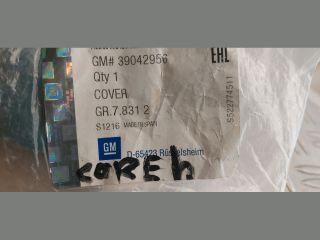 GM# 39042956
EAC
Qty 1
COVER
GR.7.831 2
S1216 MADE IN SPAIN
5522774511
GM
D-65423 Rüsselsheim
COREh